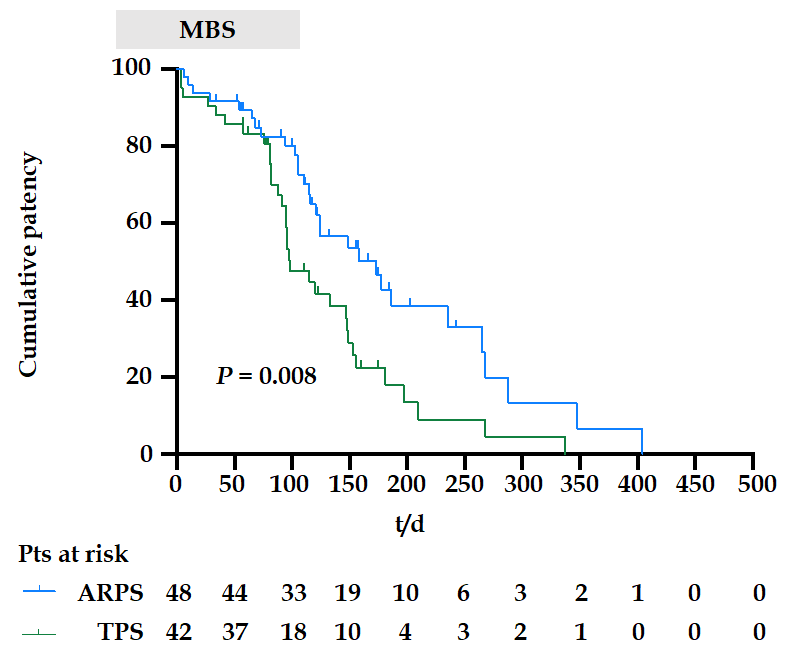 MBS
100
80
60
40
20
0
Cumulative patency
P = 0.008
0 50 100 150 200 250 300 350 400 450 500
t/d
Pts at risk
ARPS 48 44 33 19 10 6 3 2 1 0 0
TPS 42 37 18 10 4 3 2 1 0 0 0